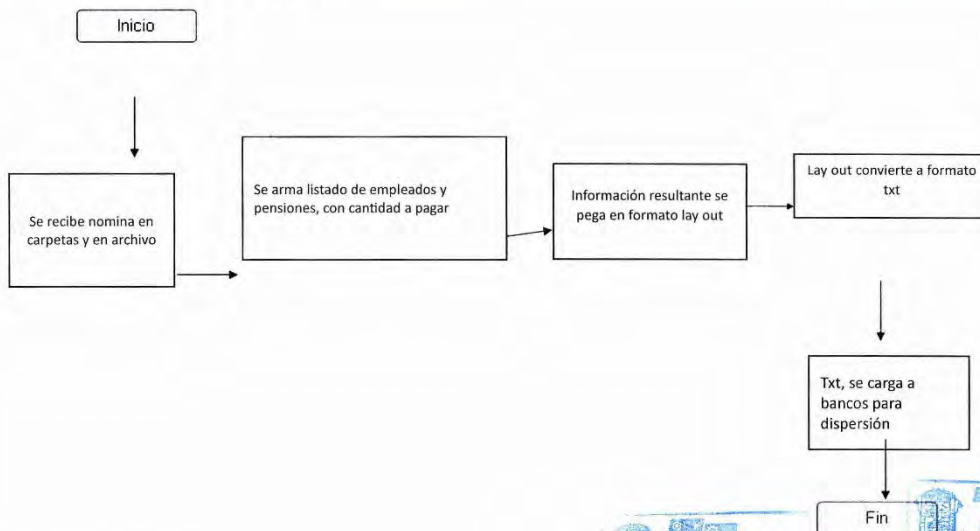 Inicio
Se recibe nomina en
carpetas y en archivo
Se arma listado de empleados y
pensiones, con cantidad a pagar
Información resultante se
pega en formato lay out
Lay out convierte a formato
txt
Txt, se carga a
bancos para
dispersión
Fin